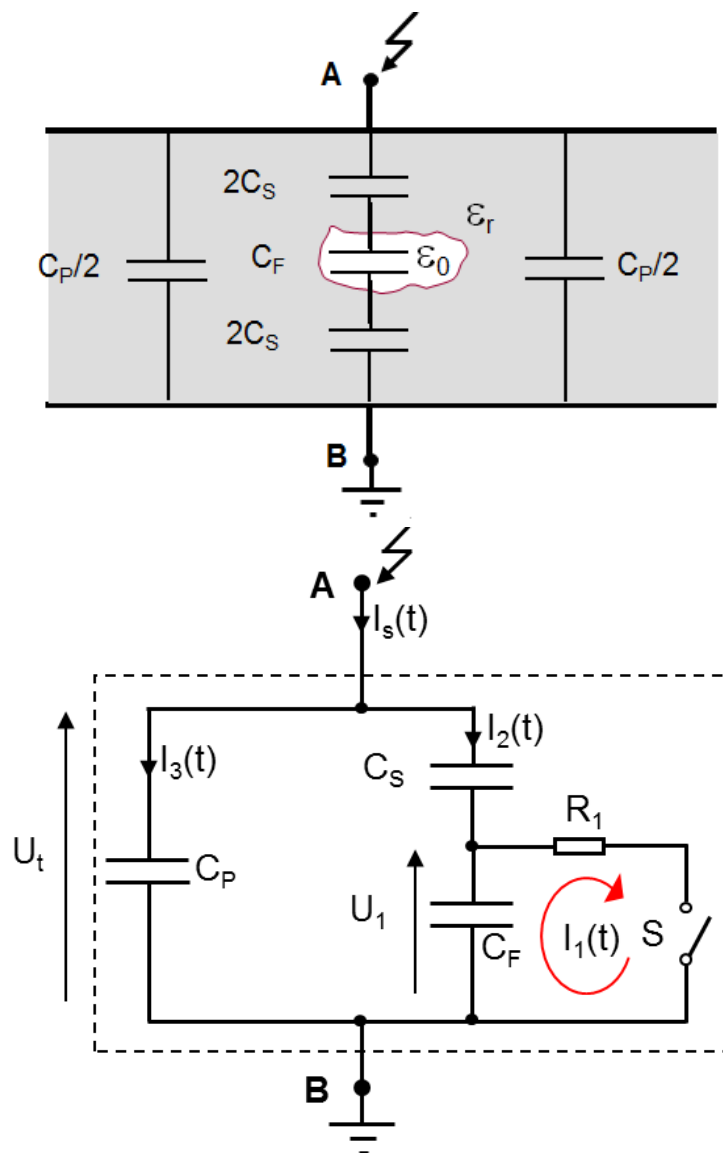 A
2C_S
ε_r
C_P/2
C_F
ε_0
C_P/2
2C_S
B
A
I_s(t)
I_3(t)
I_2(t)
C_S
R_1
U_t
C_P
U_1
C_F
I_1(t)
S
B